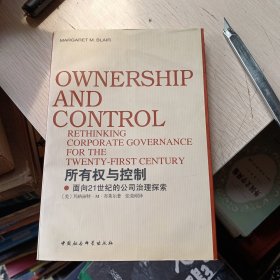 MARGARET M. BLAIR
OWNERSHIP
AND
CONTROL
RETHINKING
CORPORATE GOVERNANCE
FOR THE
TWENTY-FIRST CENTURY
所有权与控制
面向21世纪的公司治理探索
中国社会科学出版社